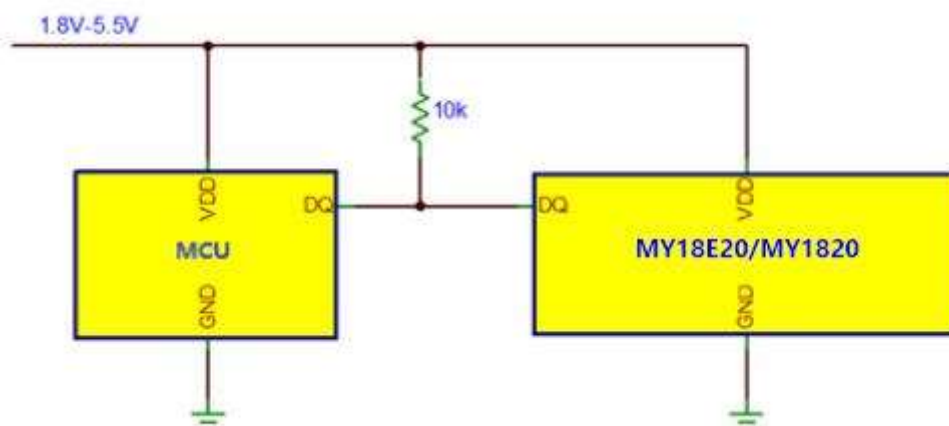 1.8V-5.5V
10k
VDD
DQ
MCU
GND
DQ
VDD
MY18E20/MY1820
GND